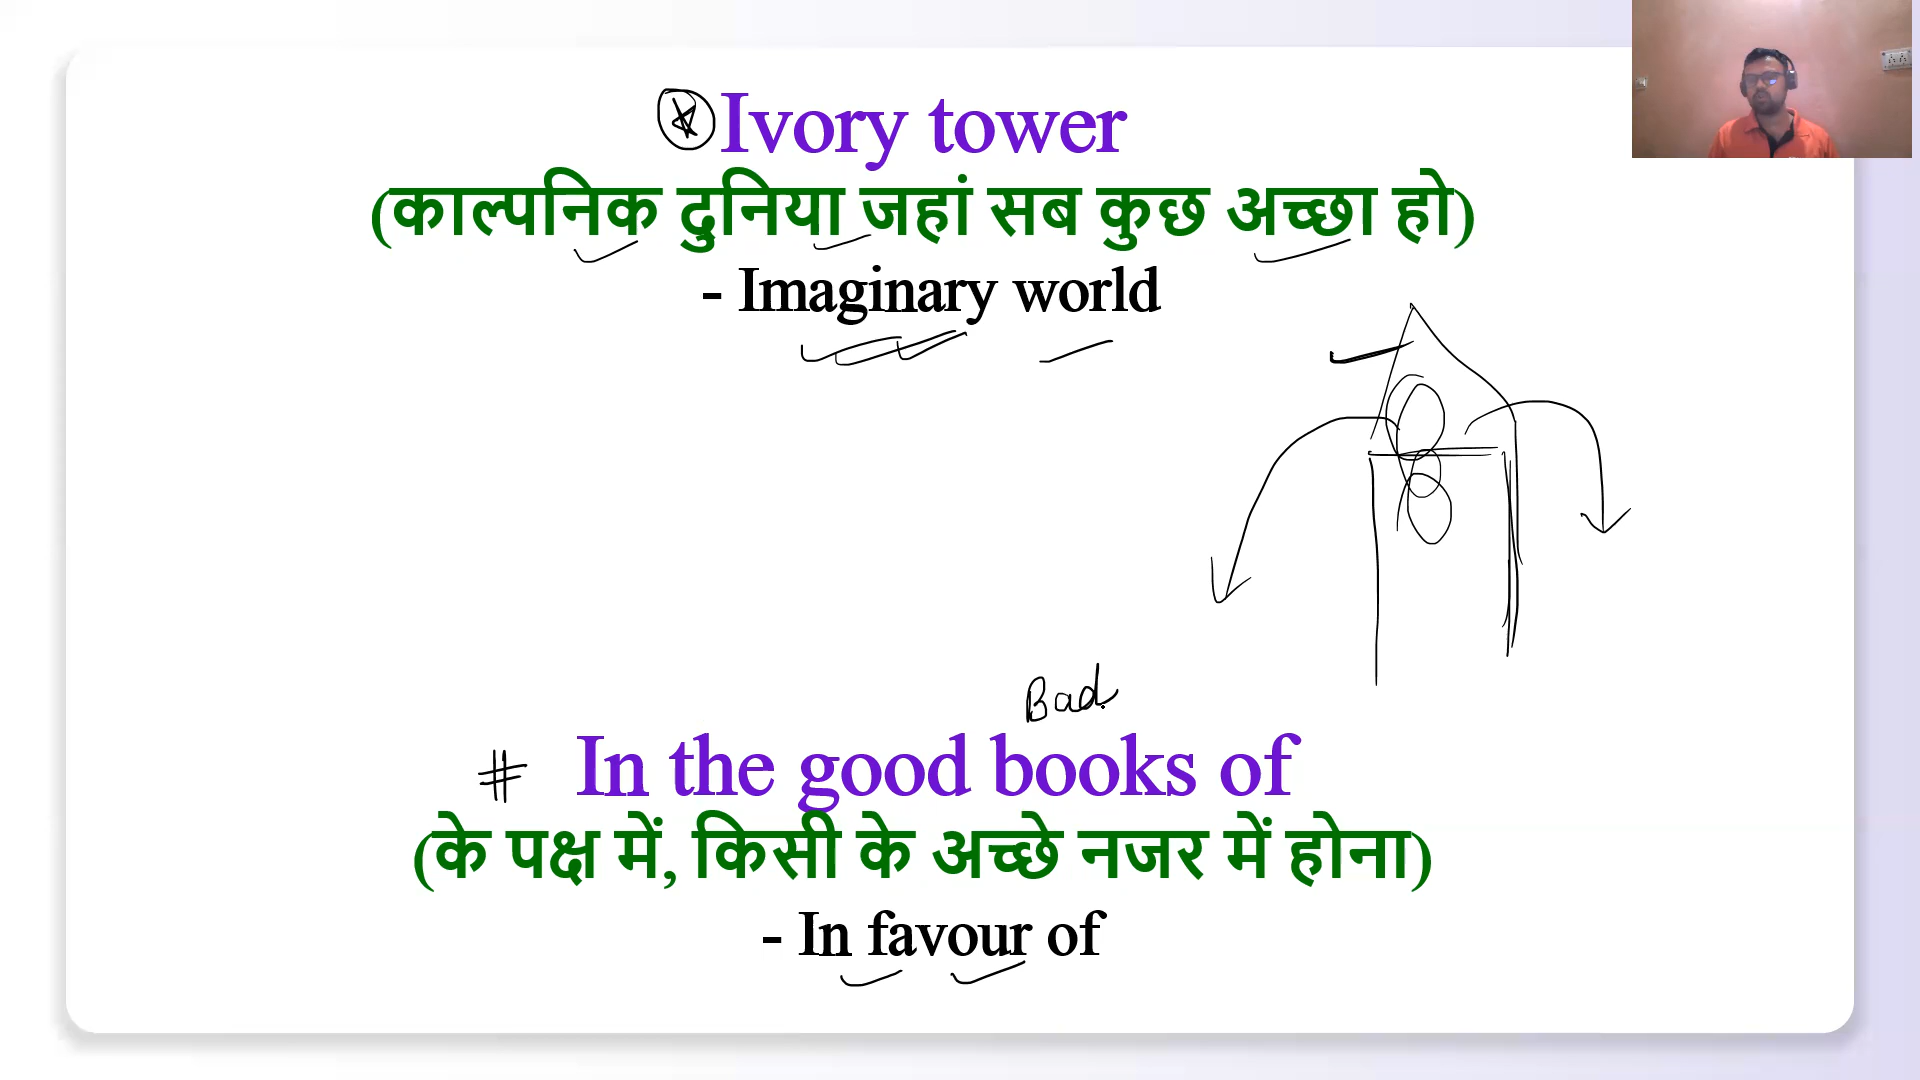 Ivory tower
(काल्पनिक दुनिया जहां सब कुछ अच्छा हो)
- Imaginary world
Bad
# In the good books of
(के पक्ष में, किसी के अच्छे नजर में होना)
- In favour of